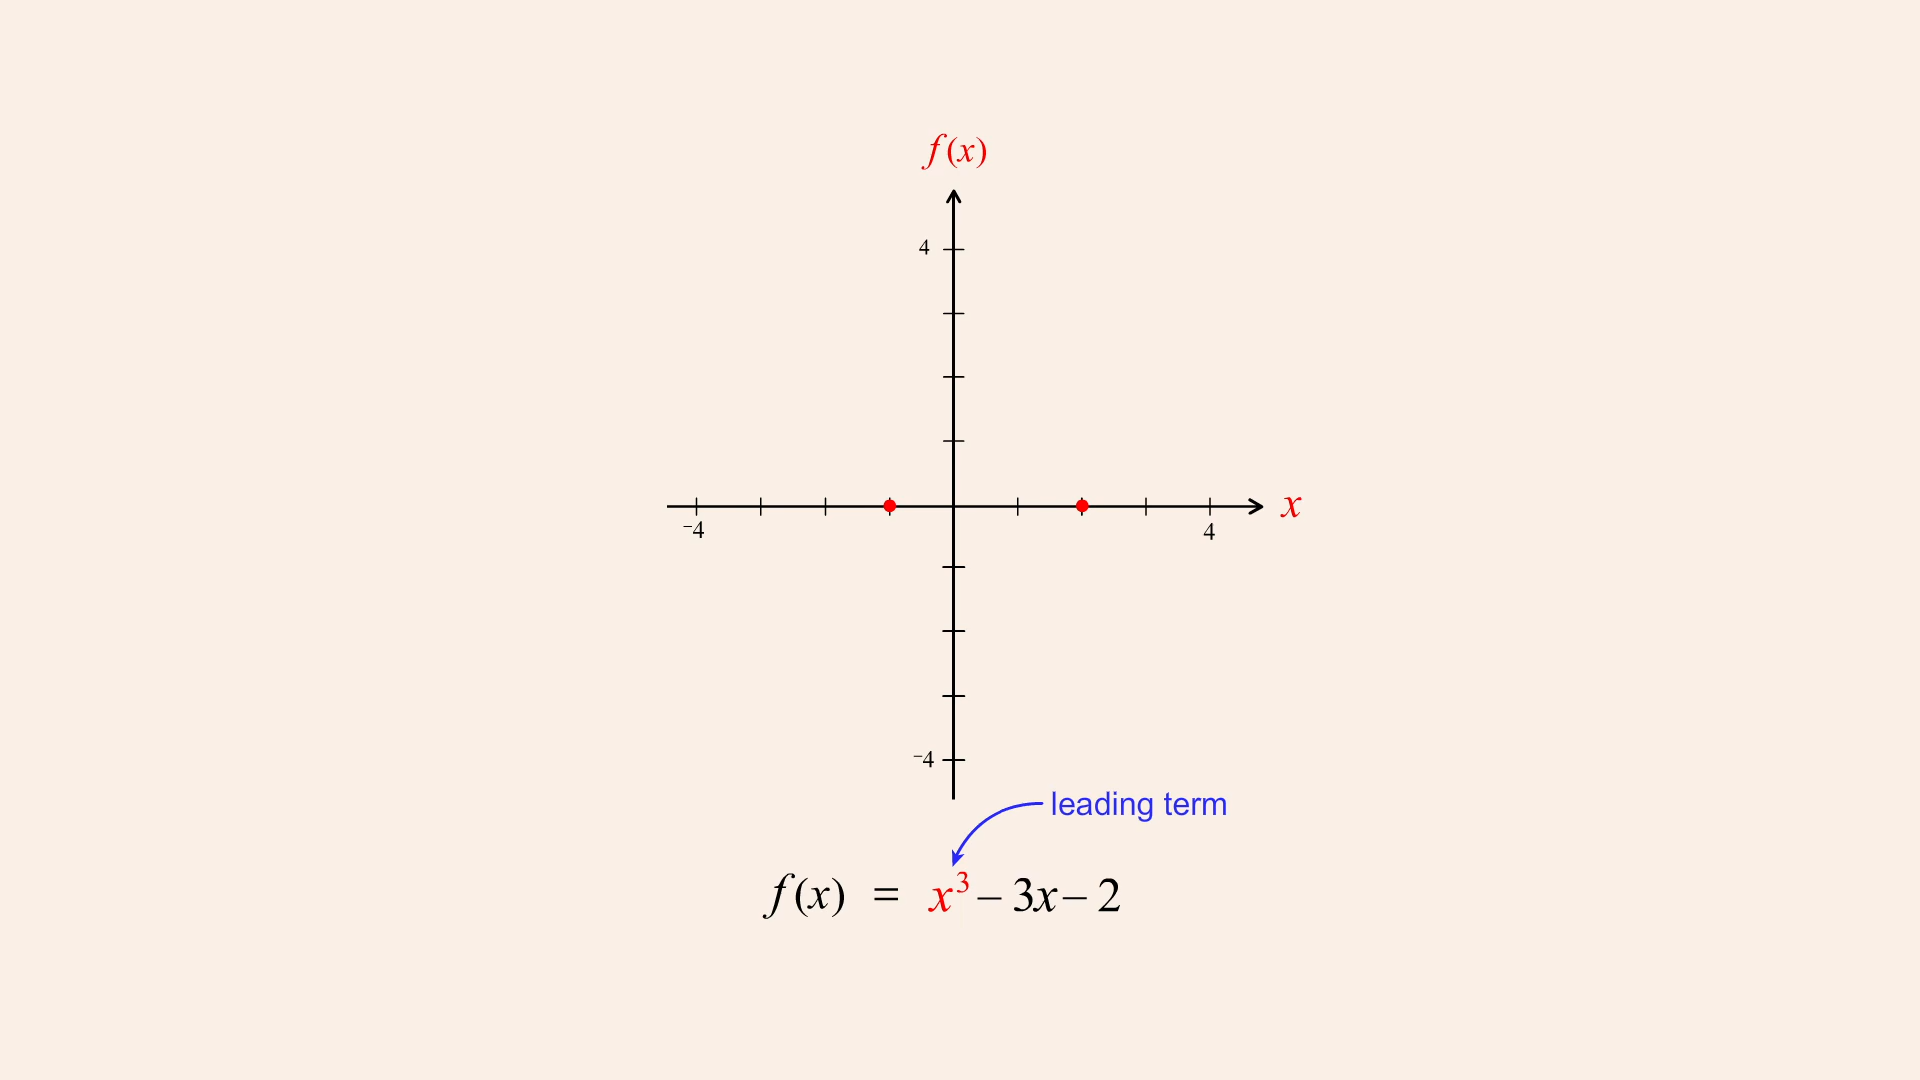 f(x)
4
−4
4
x
−4
leading term
f(x) = x³ – 3x – 2